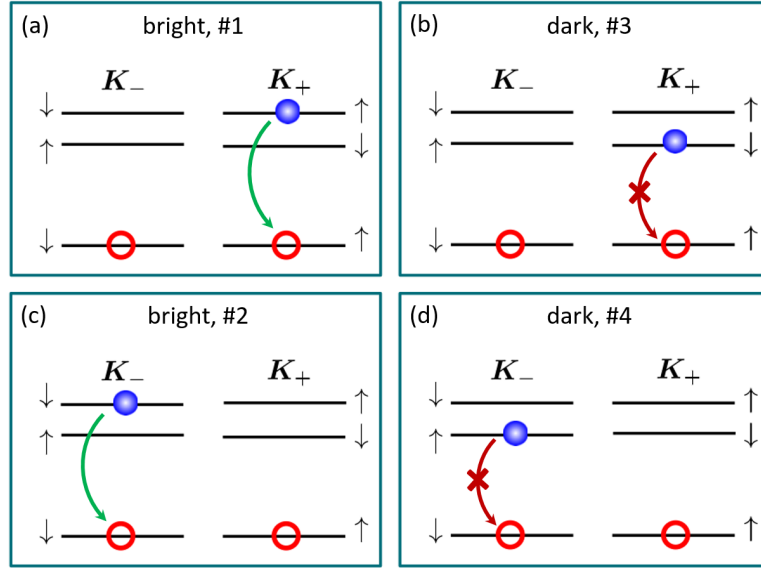 (a) bright, #1
K₋ K₊
↓ ↑
↑ ↓
↓ ↑
(b) dark, #3
K₋ K₊
↓ ↑
↑ ↓
↓ ↑
(c) bright, #2
K₋ K₊
↓ ↑
↑ ↓
↓ ↑
(d) dark, #4
K₋ K₊
↓ ↑
↑ ↓
↓ ↑